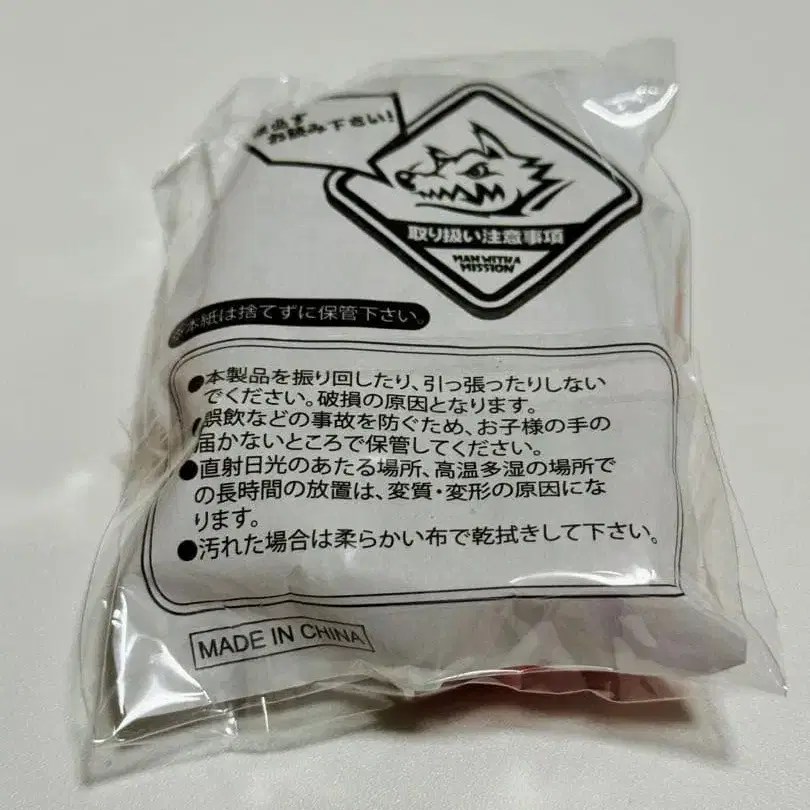 必ず
お読み下さい!
取り扱い注意事項
MAN WITH A
MISSION
本紙は捨てずに保管下さい。
●本製品を振り回したり、引っ張ったりしない
でください。破損の原因となります。
●誤飲などの事故を防ぐため、お子様の手の
届かないところで保管してください。
●直射日光のあたる場所、高温多湿の場所で
の長時間の放置は、変質・変形の原因にな
ります。
●汚れた場合は柔らかい布で乾拭きして下さい。
MADE IN CHINA